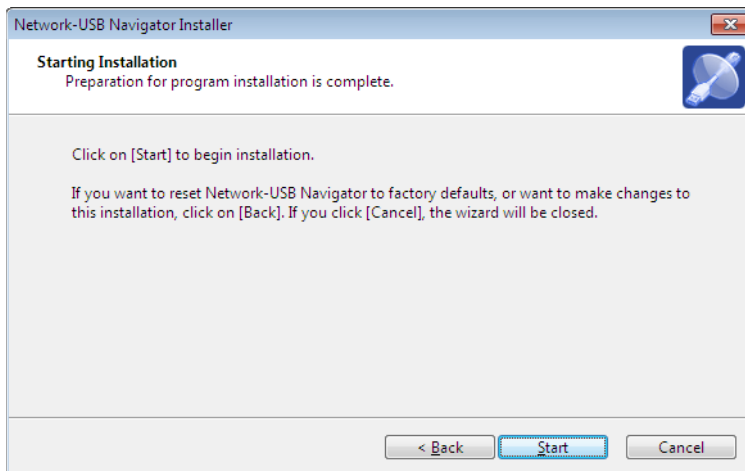 Network-USB Navigator Installer
Starting Installation
Preparation for program installation is complete.
Click on [Start] to begin installation.
If you want to reset Network-USB Navigator to factory defaults, or want to make changes to
this installation, click on [Back]. If you click [Cancel], the wizard will be closed.
< Back Start Cancel